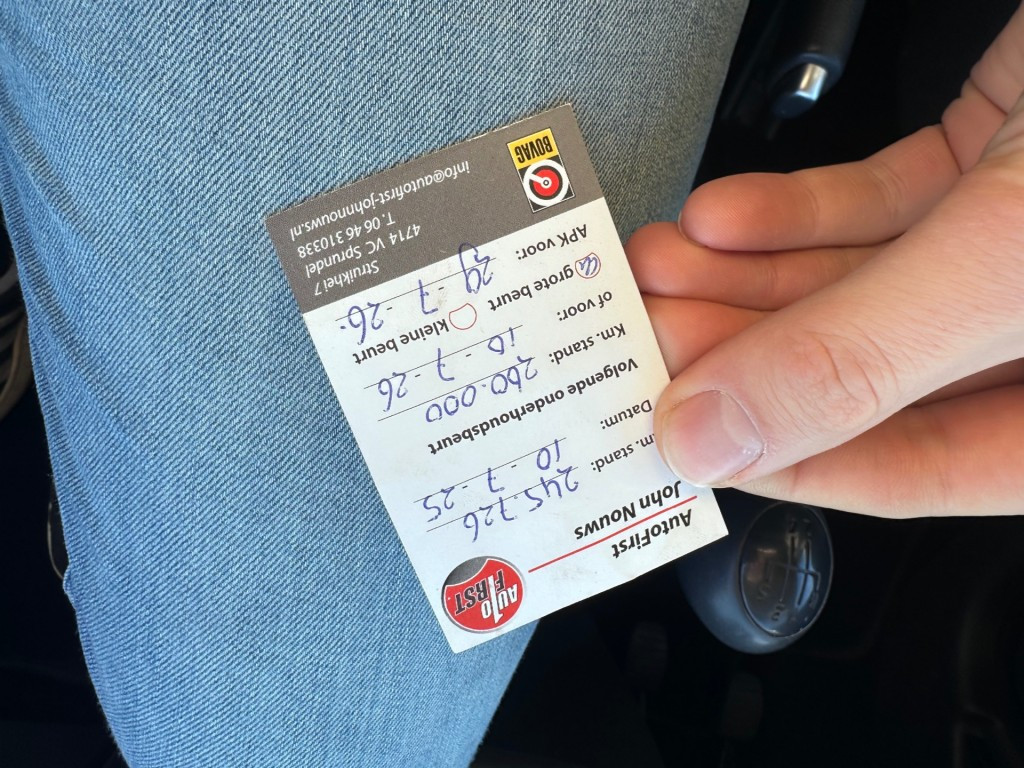 AUTO
FIRST.
AutoFirst
John Nouws
m. stand: 245.726
Datum: 10 - 7 - 25
Volgende onderhoudsbeurt
Km. stand: 260.000
of voor: 10 - 7 - 26
grote beurt kleine beurt
APK voor: 29 - 7 - 26.
Struikhei 7
4714 VC Sprundel
T. 06 46 310338
info@autofirst-johnnouws.nl
BOVAG